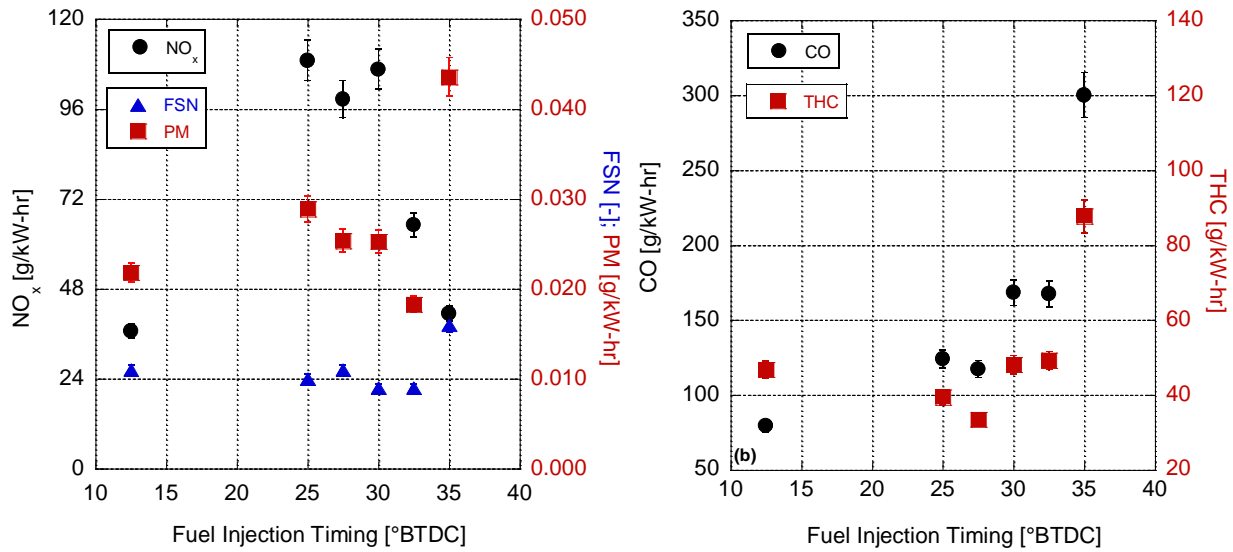 120
96
72
48
24
0
NOx [g/kW-hr]
NOx
FSN
PM
0.050
0.040
0.030
0.020
0.010
0.000
FSN [-]; PM [g/kW-hr]
10 15 20 25 30 35 40
Fuel Injection Timing [°BTDC]
350
300
250
200
150
100
50
CO [g/kW-hr]
CO
THC
(b)
140
120
100
80
60
40
20
THC [g/kW-hr]
10 15 20 25 30 35 40
Fuel Injection Timing [°BTDC]